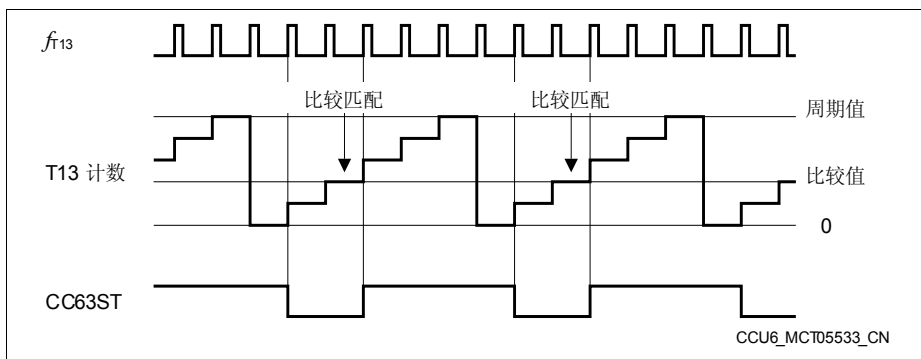 fT13
比较匹配 比较匹配
周期值
T13 计数
比较值
0
CC63ST
CCU6_MCT05533_CN